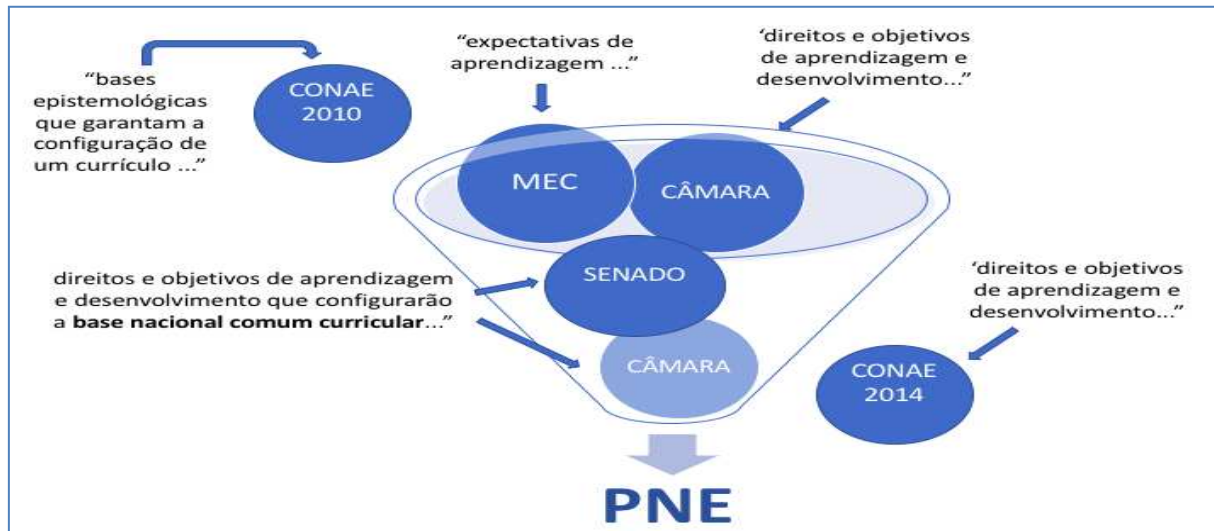 “bases
epistemológicas
que garantam a
configuração de
um currículo ...”
CONAE
2010
“expectativas de
aprendizagem ...”
‘direitos e objetivos
de aprendizagem e
desenvolvimento...”
MEC
CÂMARA
SENADO
direitos e objetivos de aprendizagem
e desenvolvimento que configurarão
a base nacional comum curricular...”
CÂMARA
‘direitos e objetivos
de aprendizagem e
desenvolvimento...”
CONAE
2014
PNE